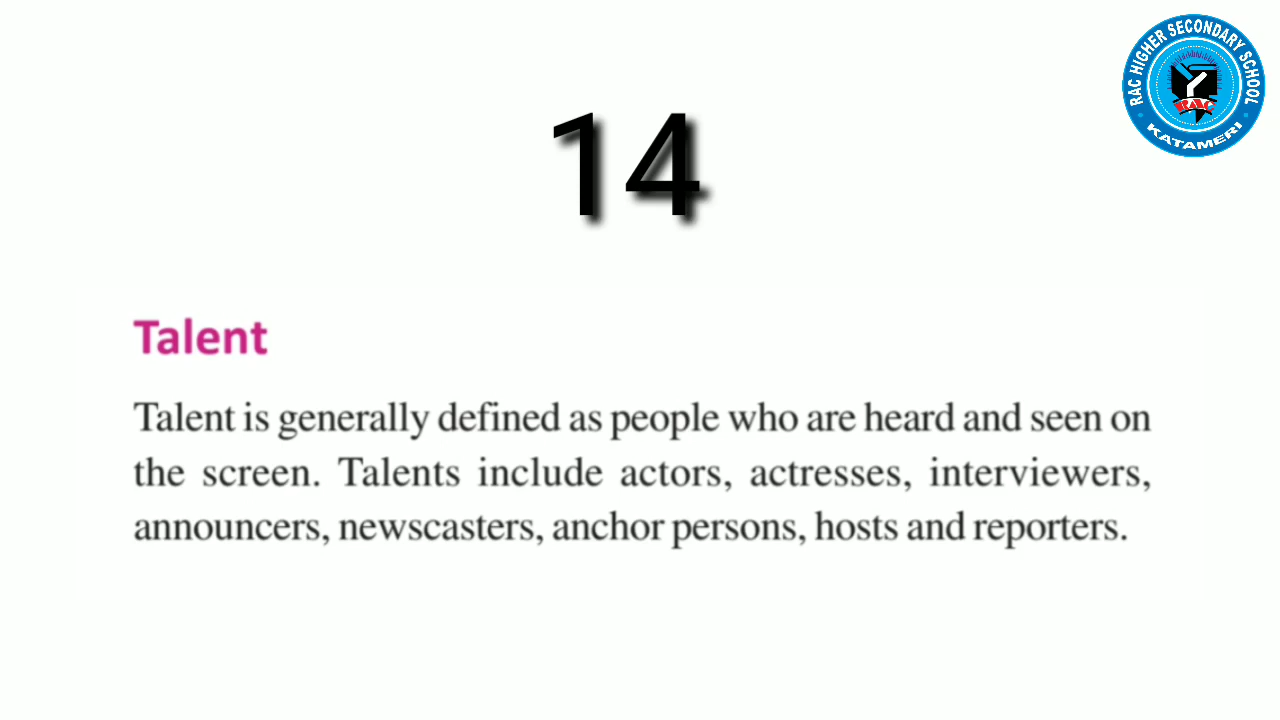 RAC HIGHER SECONDARY SCHOOL
RAC
KATAMERI
14
Talent
Talent is generally defined as people who are heard and seen on
the screen. Talents include actors, actresses, interviewers,
announcers, newscasters, anchor persons, hosts and reporters.